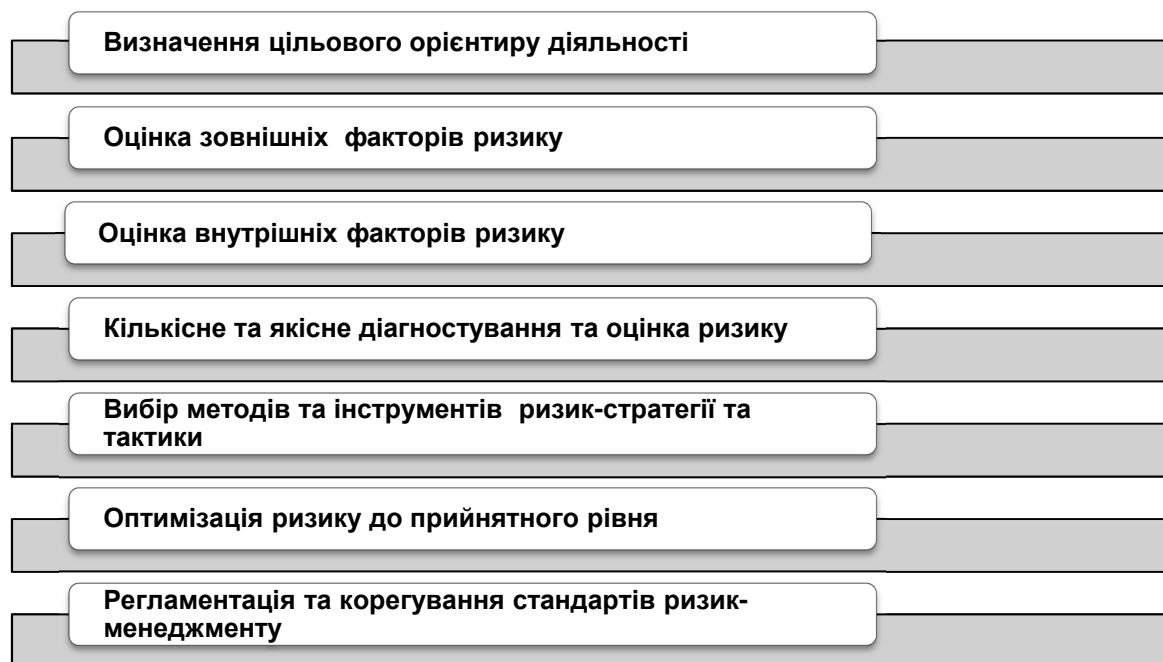 Визначення цільового орієнтиру діяльності
Оцінка зовнішніх факторів ризику
Оцінка внутрішніх факторів ризику
Кількісне та якісне діагностування та оцінка ризику
Вибір методів та інструментів ризик-стратегії та
тактики
Оптимізація ризику до прийнятного рівня
Регламентація та корегування стандартів ризик-
менеджменту